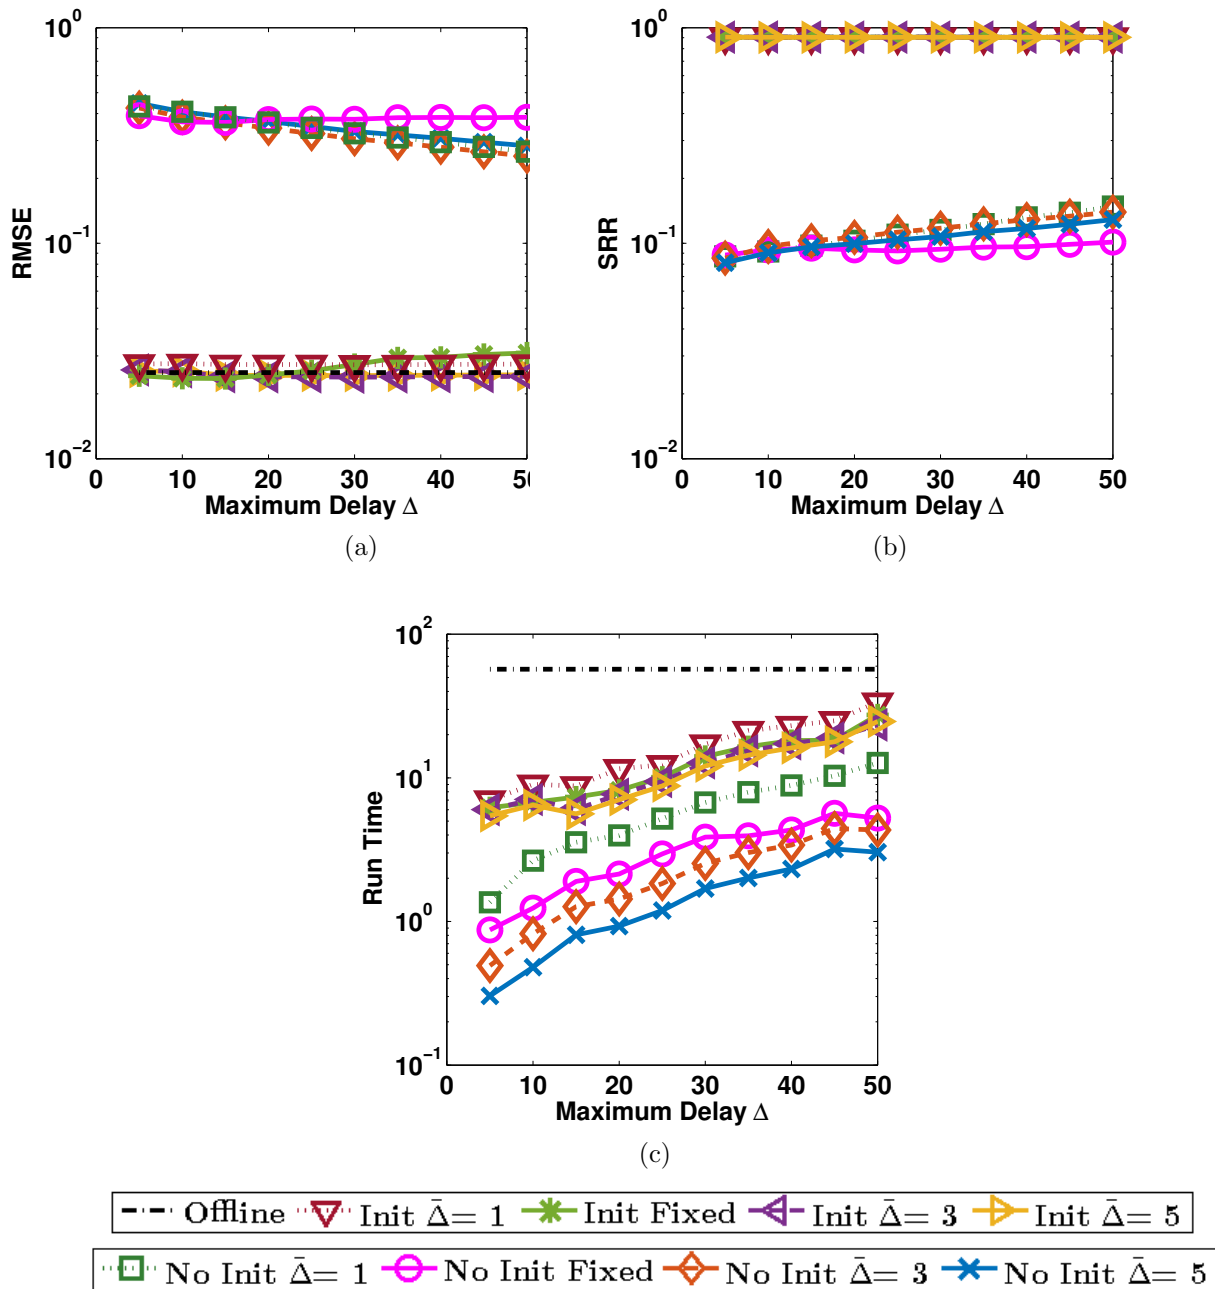 10^0
10^-1
10^-2
RMSE
0 10 20 30 40 50
Maximum Delay Δ
(a)
10^0
10^-1
10^-2
SRR
0 10 20 30 40 50
Maximum Delay Δ
(b)
10^2
10^1
10^0
10^-1
Run Time
0 10 20 30 40 50
Maximum Delay Δ
(c)
Offline Init Δ̄= 1 Init Fixed Init Δ̄= 3 Init Δ̄= 5
No Init Δ̄= 1 No Init Fixed No Init Δ̄= 3 No Init Δ̄= 5